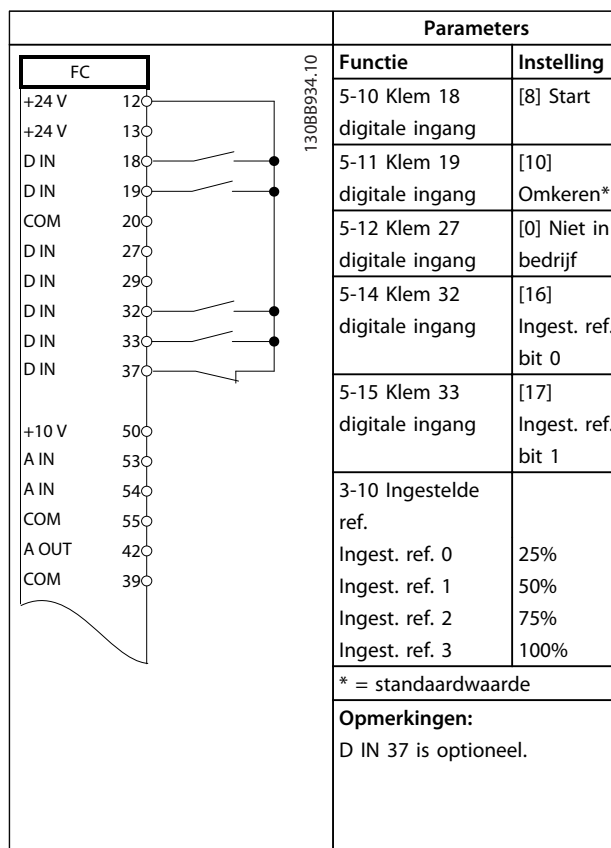 Parameters
FC
+24 V 12
+24 V 13
D IN 18
D IN 19
COM 20
D IN 27
D IN 29
D IN 32
D IN 33
D IN 37
+10 V 50
A IN 53
A IN 54
COM 55
A OUT 42
COM 39
130BB934.10
Functie Instelling
5-10 Klem 18 [8] Start
digitale ingang
5-11 Klem 19 [10]
digitale ingang Omkeren*
5-12 Klem 27 [0] Niet in
digitale ingang bedrijf
5-14 Klem 32 [16]
digitale ingang Ingest. ref.
bit 0
5-15 Klem 33 [17]
digitale ingang Ingest. ref.
bit 1
3-10 Ingestelde
ref.
Ingest. ref. 0 25%
Ingest. ref. 1 50%
Ingest. ref. 2 75%
Ingest. ref. 3 100%
* = standaardwaarde
Opmerkingen:
D IN 37 is optioneel.